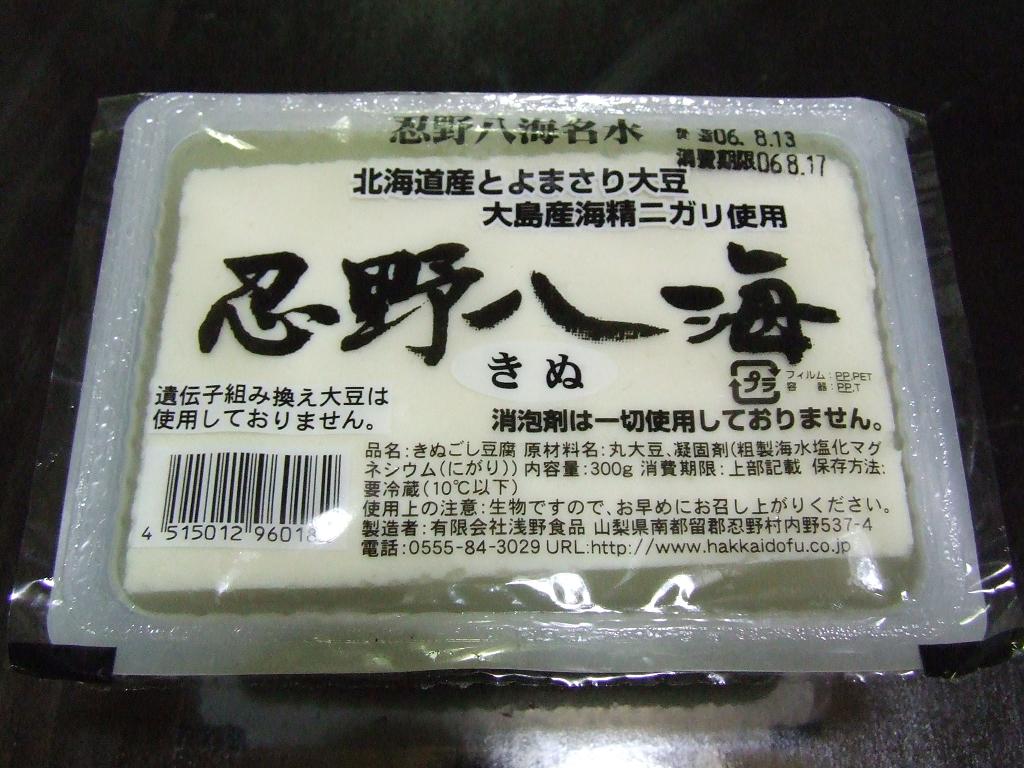 忍野八海名水
製造06. 8.13
消費期限06 8.17
北海道産とよまさり大豆
大島産海精ニガリ使用
忍野八海
きぬ
プラ
フィルム:PP,PET
容 器:PP,T
遺伝子組み換え大豆は
使用しておりません。
消泡剤は一切使用しておりません。
品名:きぬごし豆腐 原材料名:丸大豆、凝固剤(粗製海水塩化マグ
ネシウム(にがり)) 内容量:300g 消費期限:上部記載 保存方法:
要冷蔵(10℃以下)
使用上の注意:生物ですので、お早めにお召し上がりください。
製造者:有限会社浅野食品 山梨県南都留郡忍野村内野537-4
電話:0555-84-3029 URL:http://www.hakkaidofu.co.jp
4 515012 96018